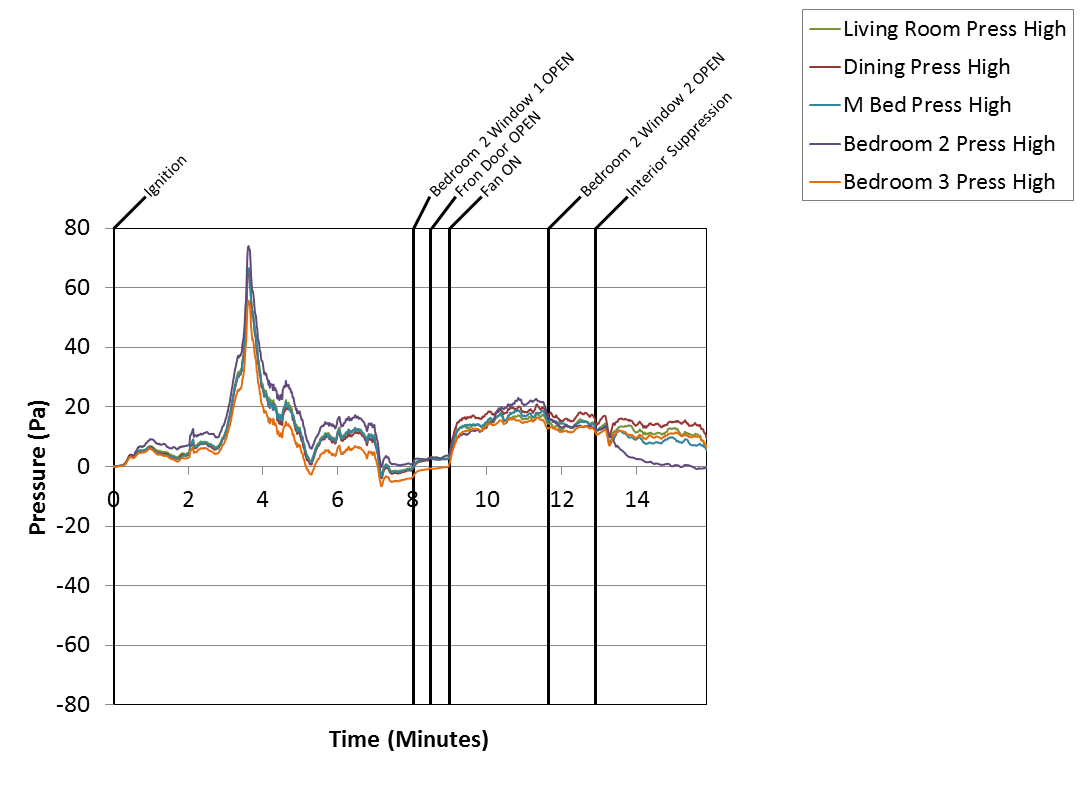 Living Room Press High
Dining Press High
M Bed Press High
Bedroom 2 Press High
Bedroom 3 Press High
Ignition
Bedroom 2 Window 1 OPEN
Fron Door OPEN
Fan ON
Bedroom 2 Window 2 OPEN
Interior Suppression
80
60
40
20
0
-20
-40
-60
-80
0 2 4 6 8 10 12 14
Pressure (Pa)
Time (Minutes)